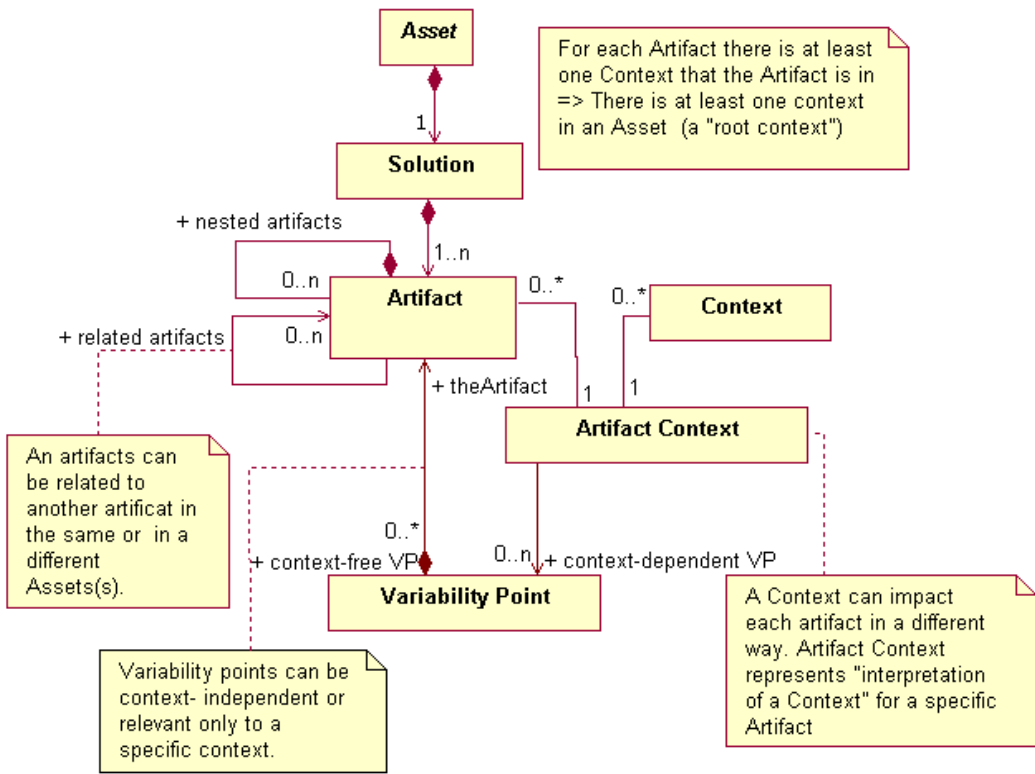 Asset
For each Artifact there is at least
one Context that the Artifact is in
=> There is at least one context
in an Asset (a "root context")
1
Solution
+ nested artifacts
1..n
0..n
Artifact
0..*
0..*
Context
+ related artifacts
0..n
+ theArtifact
1
1
Artifact Context
An artifacts can
be related to
another artificat in
the same or in a
different
Assets(s).
0..*
+ context-free VP
0..n
+ context-dependent VP
Variability Point
A Context can impact
each artifact in a different
way. Artifact Context
represents "interpretation
of a Context" for a specific
Artifact
Variability points can be
context- independent or
relevant only to a
specific context.